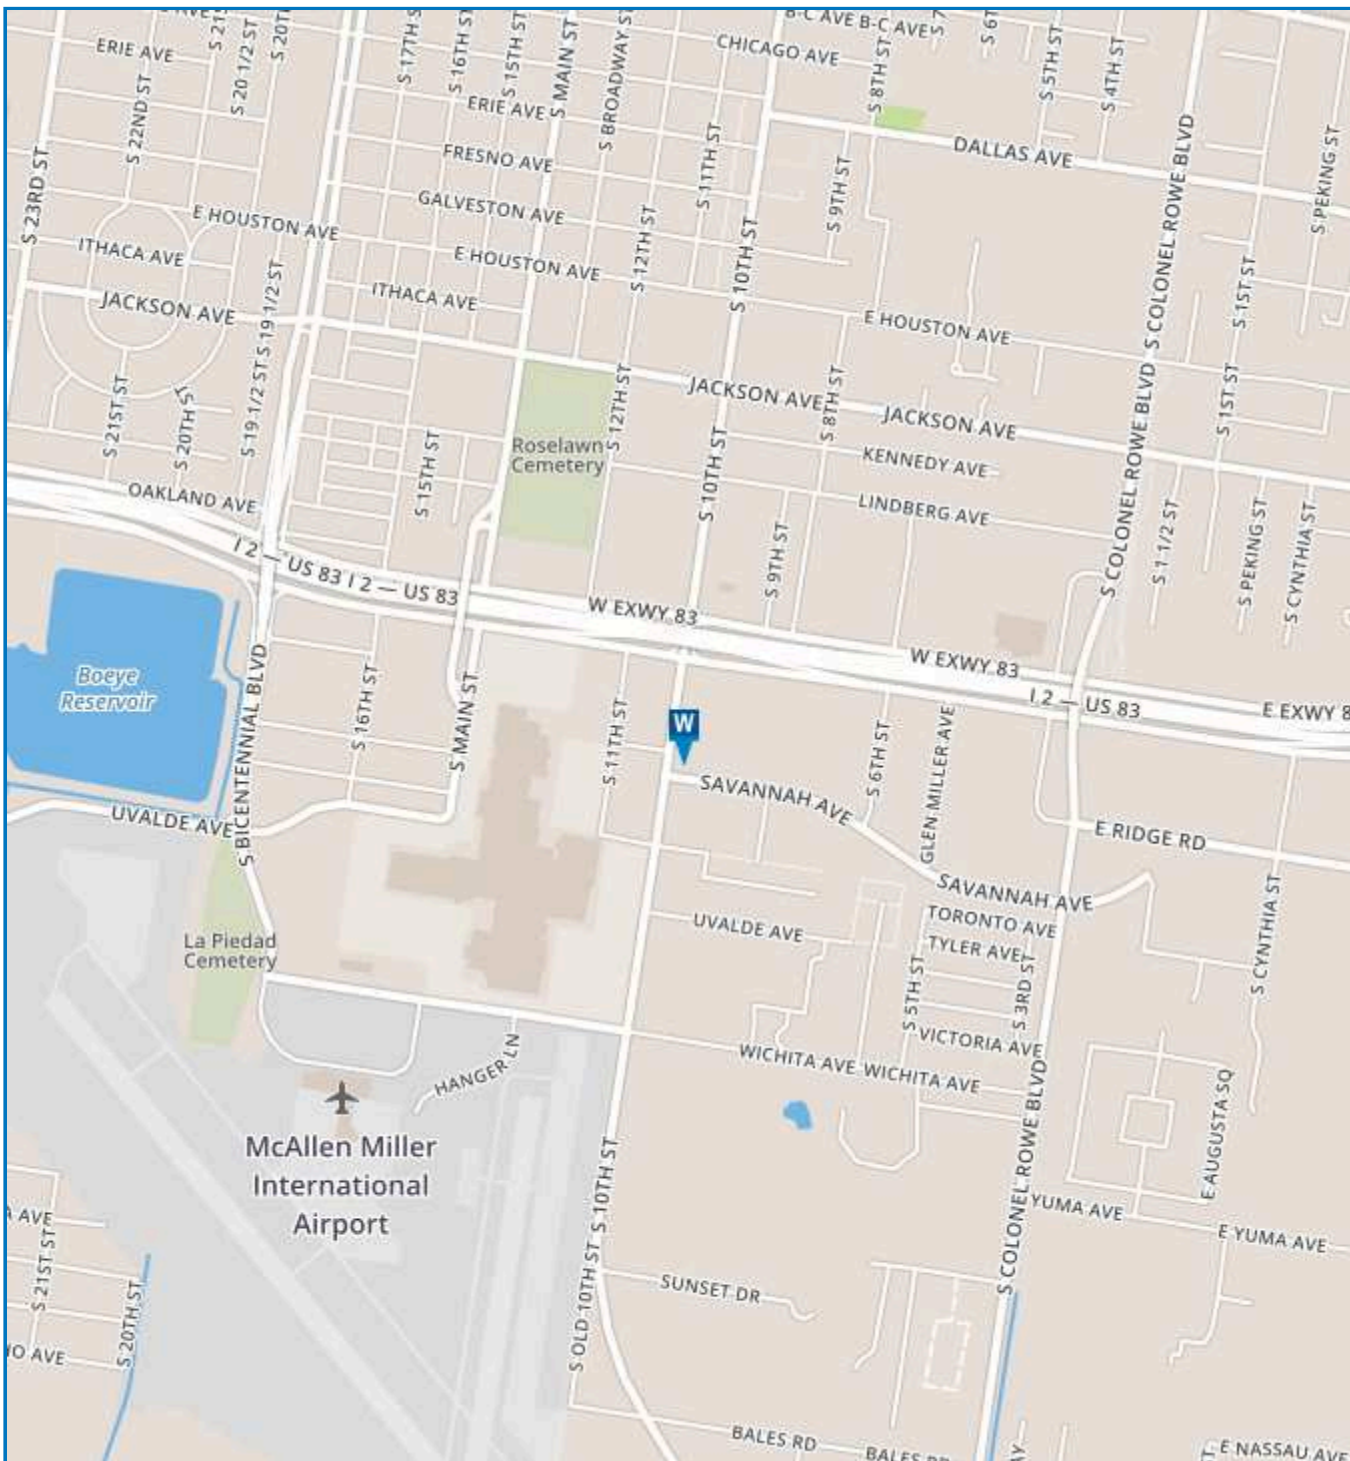 B-C AVE
B-C AVE
ERIE AVE
S 22ND ST
S 20 1/2 ST
S 20TH
S 17TH S
S 16TH ST
S 15TH ST
S MAIN ST
S BROADWAY ST
CHICAGO AVE
S 8TH ST
S 6T
S 5TH ST
S 4TH ST
ERIE AVE
FRESNO AVE
GALVESTON AVE
E HOUSTON AVE
S 11TH ST
S 12TH ST
S 10TH ST
S 9TH ST
DALLAS AVE
S COLONEL ROWE BLVD
S COLONEL ROWE BLVD
S PEKING ST
S 23RD ST
E HOUSTON AVE
ITHACA AVE
JACKSON AVE
S 19 1/2 ST
S 19 1/2 ST
ITHACA AVE
E HOUSTON AVE
S 1ST ST
S 21ST ST
S 20TH ST
S 15TH ST
Roselawn
Cemetery
S 12TH ST
JACKSON AVE
S 8TH ST
JACKSON AVE
S 1ST ST
S 10TH ST
KENNEDY AVE
LINDBERG AVE
S 9TH ST
S 1 1/2 ST
S PEKING ST
S CYNTHIA ST
OAKLAND AVE
I 2 — US 83
I 2 — US 83
W EXWY 83
W EXWY 83
I 2 — US 83
E EXWY 8
Boeye
Reservoir
S BICENTENNIAL BLVD
S 16TH ST
S MAIN ST
S 11TH ST
W
SAVANNAH AVE
S 6TH ST
GLEN MILLER AVE
E RIDGE RD
UVALDE AVE
SAVANNAH AVE
TORONTO AVE
TYLER AVE
UVALDE AVE
S 5TH ST
S 3RD ST
S CYNTHIA ST
VICTORIA AVE
La Piedad
Cemetery
HANGER LN
WICHITA AVE
WICHITA AVE
S COLONEL ROWE BLVD
E AUGUSTA SQ
McAllen Miller
International
Airport
S 10TH ST
S OLD 10TH ST
YUMA AVE
E YUMA AVE
AVE
S 21ST ST
S 20TH ST
SUNSET DR
BALES RD
E NASSAU AVE